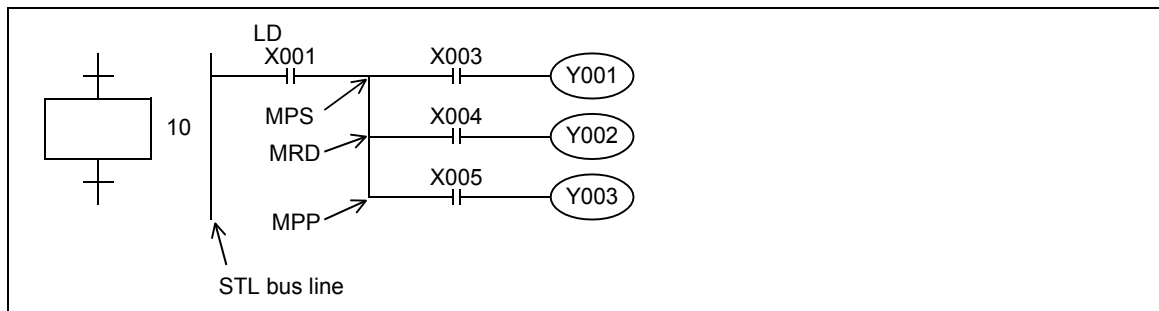 LD
X001 X003 Y001
MPS
10
X004 Y002
MRD
X005 Y003
MPP
STL bus line